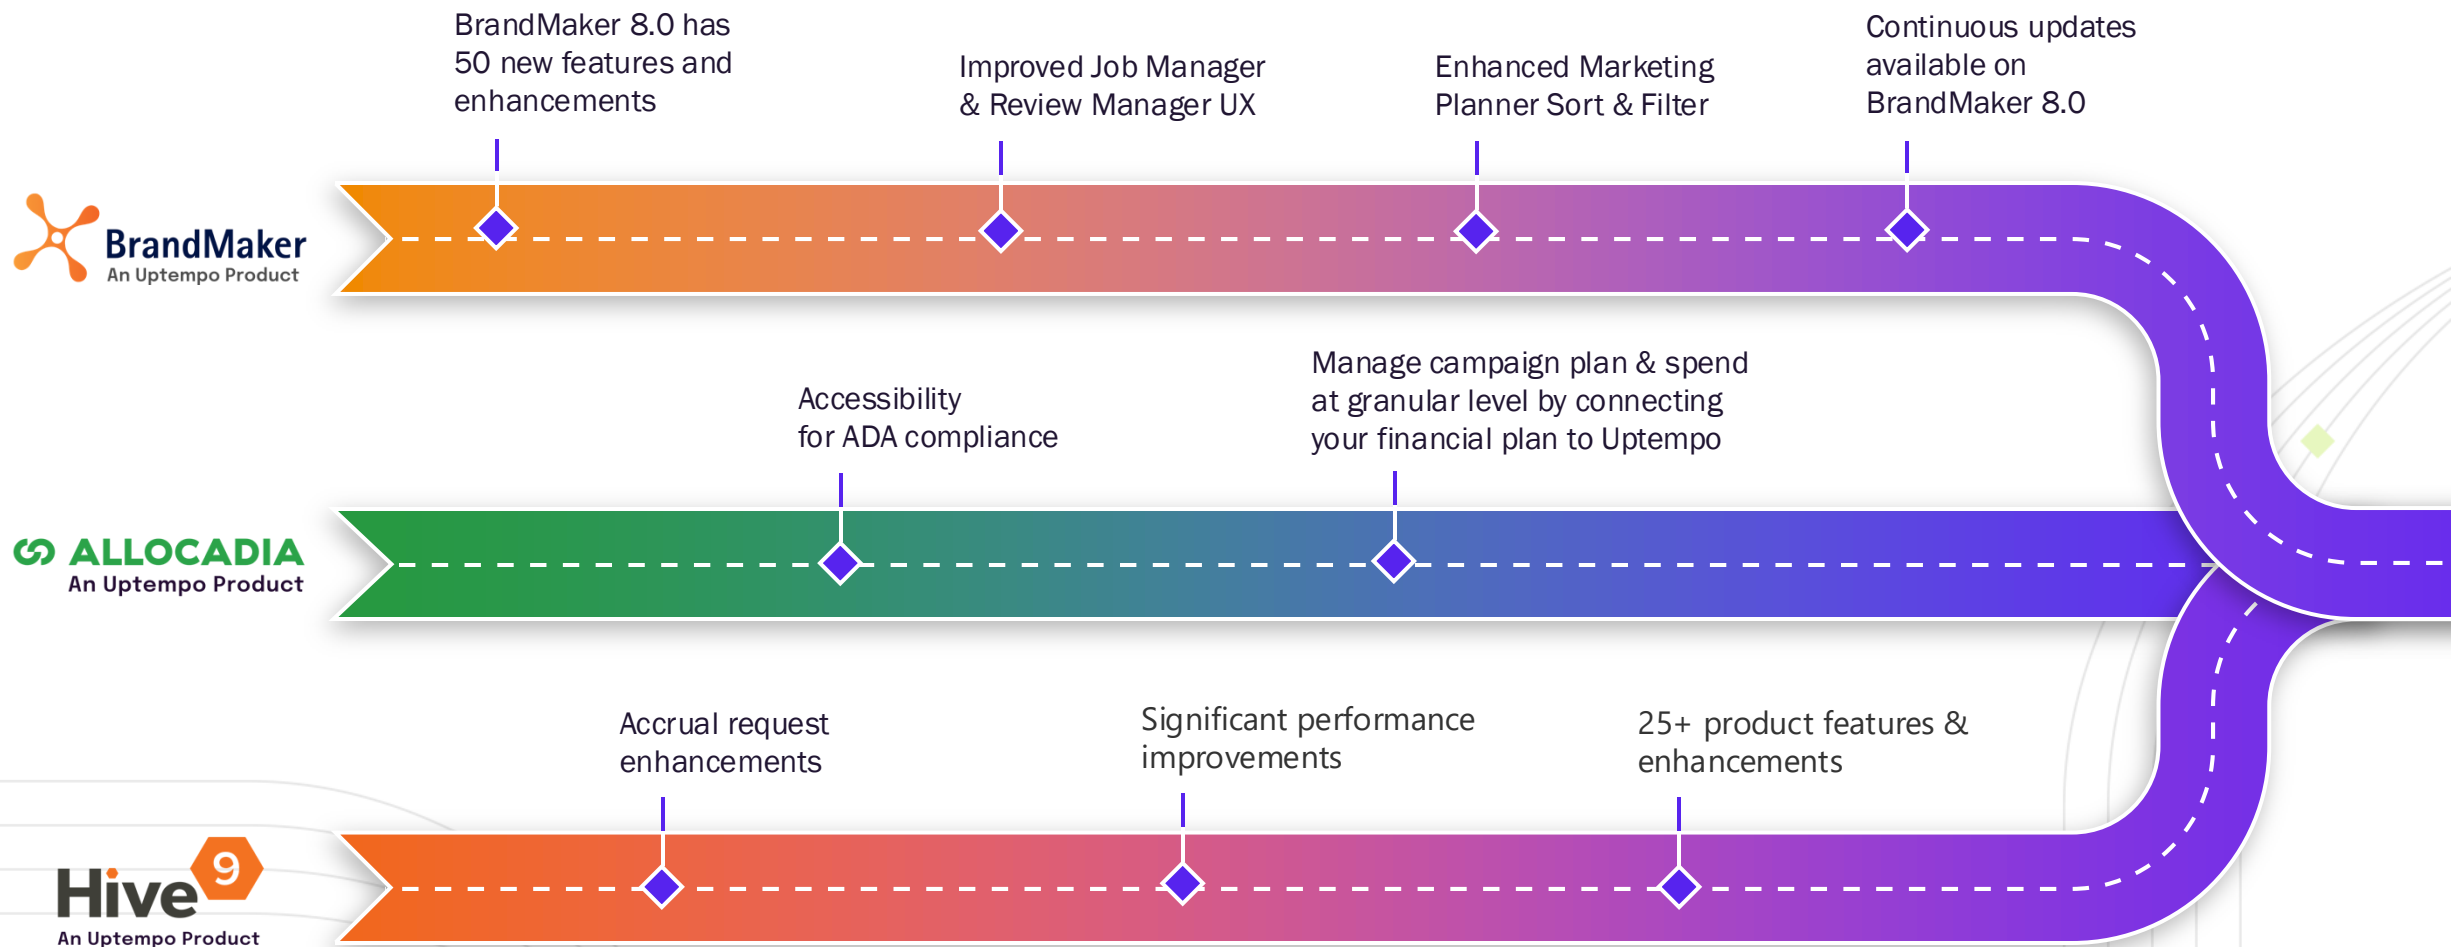 BrandMaker 8.0 has
50 new features and
enhancements
Improved Job Manager
& Review Manager UX
Enhanced Marketing
Planner Sort & Filter
Continuous updates
available on
BrandMaker 8.0
BrandMaker
An Uptempo Product
Accessibility
for ADA compliance
Manage campaign plan & spend
at granular level by connecting
your financial plan to Uptempo
ALLOCADIA
An Uptempo Product
Accrual request
enhancements
Significant performance
improvements
25+ product features &
enhancements
Hive9
An Uptempo Product